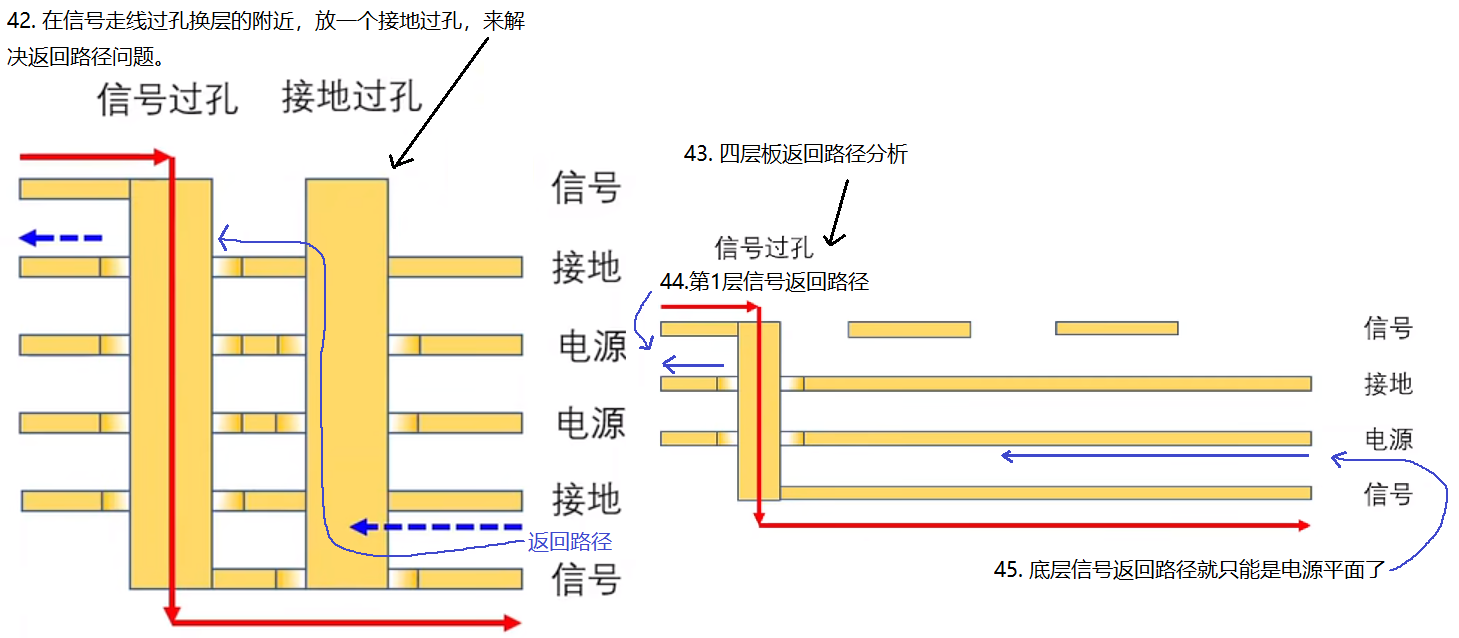 42. 在信号走线过孔换层的附近，放一个接地过孔，来解
决返回路径问题。
信号过孔
接地过孔
信号
接地
电源
电源
接地
返回路径
信号
43. 四层板返回路径分析
信号过孔
44.第1层信号返回路径
信号
接地
电源
信号
45. 底层信号返回路径就只能是电源平面了